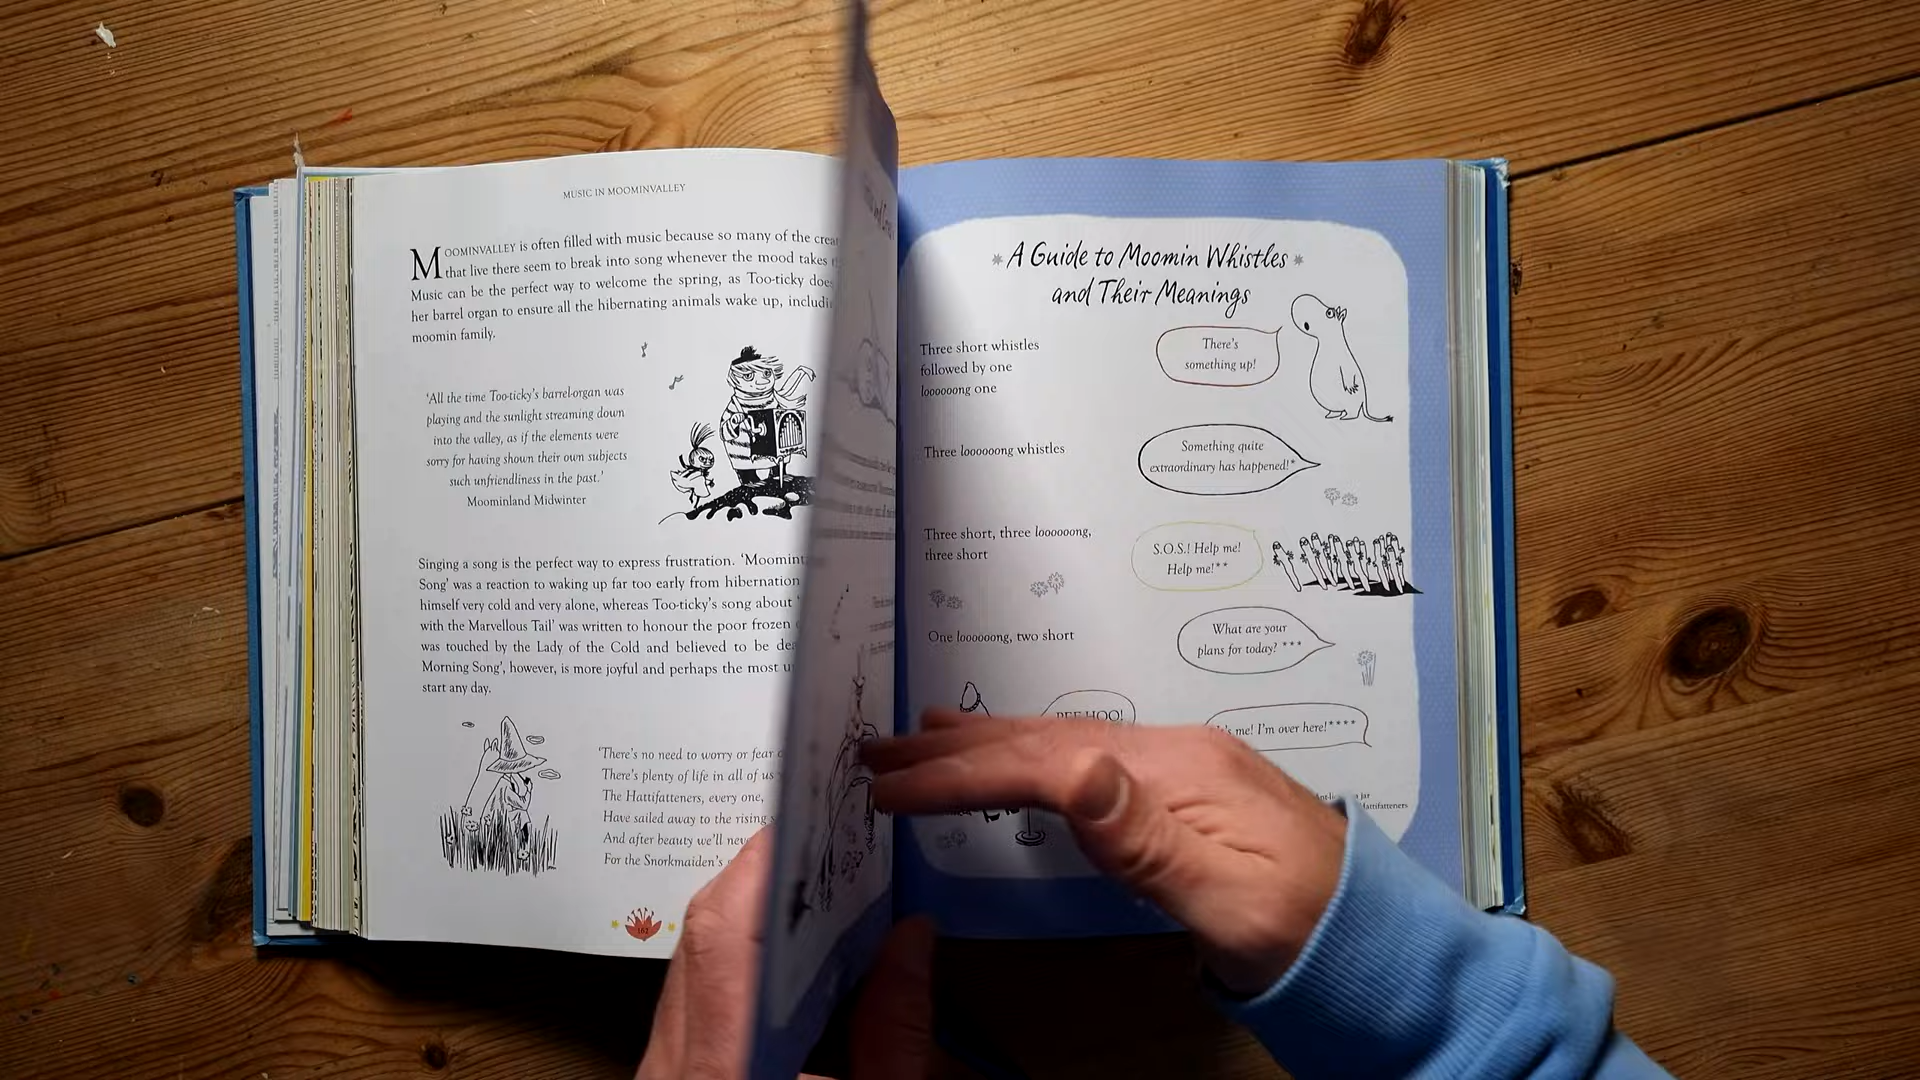 MUSIC IN MOOMINVALLEY
MOOMINVALLEY is often filled with music because so many of the
that live there seem to break into song whenever the mood takes
Music can be the perfect way to welcome the spring, as Too-ticky
her barrel organ to ensure all the hibernating animals wake up,
moomin family.
'All the time Too-ticky's barrel-organ was
playing and the sunlight streaming down
into the valley, as if the elements were
sorry for having shown their own subjects
such unfriendliness in the past.'
Moominland Midwinter
Singing a song is the perfect way to express frustration.
Song' was a reaction to waking up far too early from hibernation
himself very cold and very alone, whereas Too-ticky's song about
with the Marvellous Tail' was written to honour the poor frozen
was touched by the Lady of the Cold and believed to be
Morning Song', however, is more joyful and perhaps the most
start any day.
'There's no need to worry or fear
There's plenty of life in all of us
The Hattifatteners, every one,
Have sailed away to the rising
And after beauty we'll
For the Snorkmaiden's
162
A Guide to Moomin Whistles
and Their Meanings
Three short whistles
followed by one
loooooong one
There's
something up!
Three loooooong whistles
Something quite
extraordinary has happened!*
Three short, three loooooong,
three short
S.O.S.! Help me!
Help me!**
One loooooong, two short
What are your
plans for today? ***
HOO!
me! I'm over here!****
jar
Hattifatteners